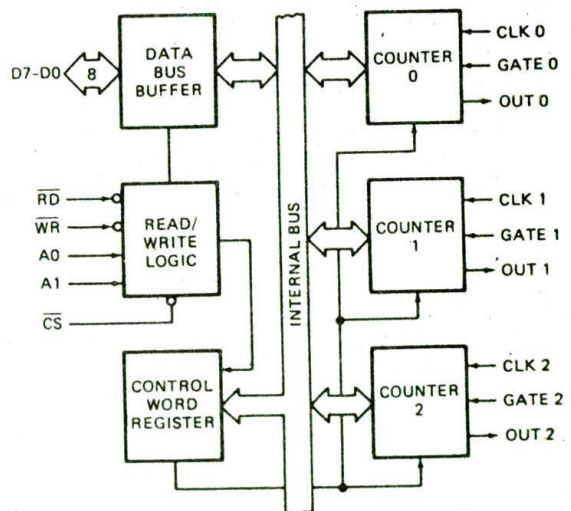 DATA
BUS
BUFFER
D7-D0
8
COUNTER
0
CLK 0
GATE 0
OUT 0
RD
WR
A0
A1
CS
READ/
WRITE
LOGIC
INTERNAL BUS
COUNTER
1
CLK 1
GATE 1
OUT 1
CONTROL
WORD
REGISTER
COUNTER
2
CLK 2
GATE 2
OUT 2